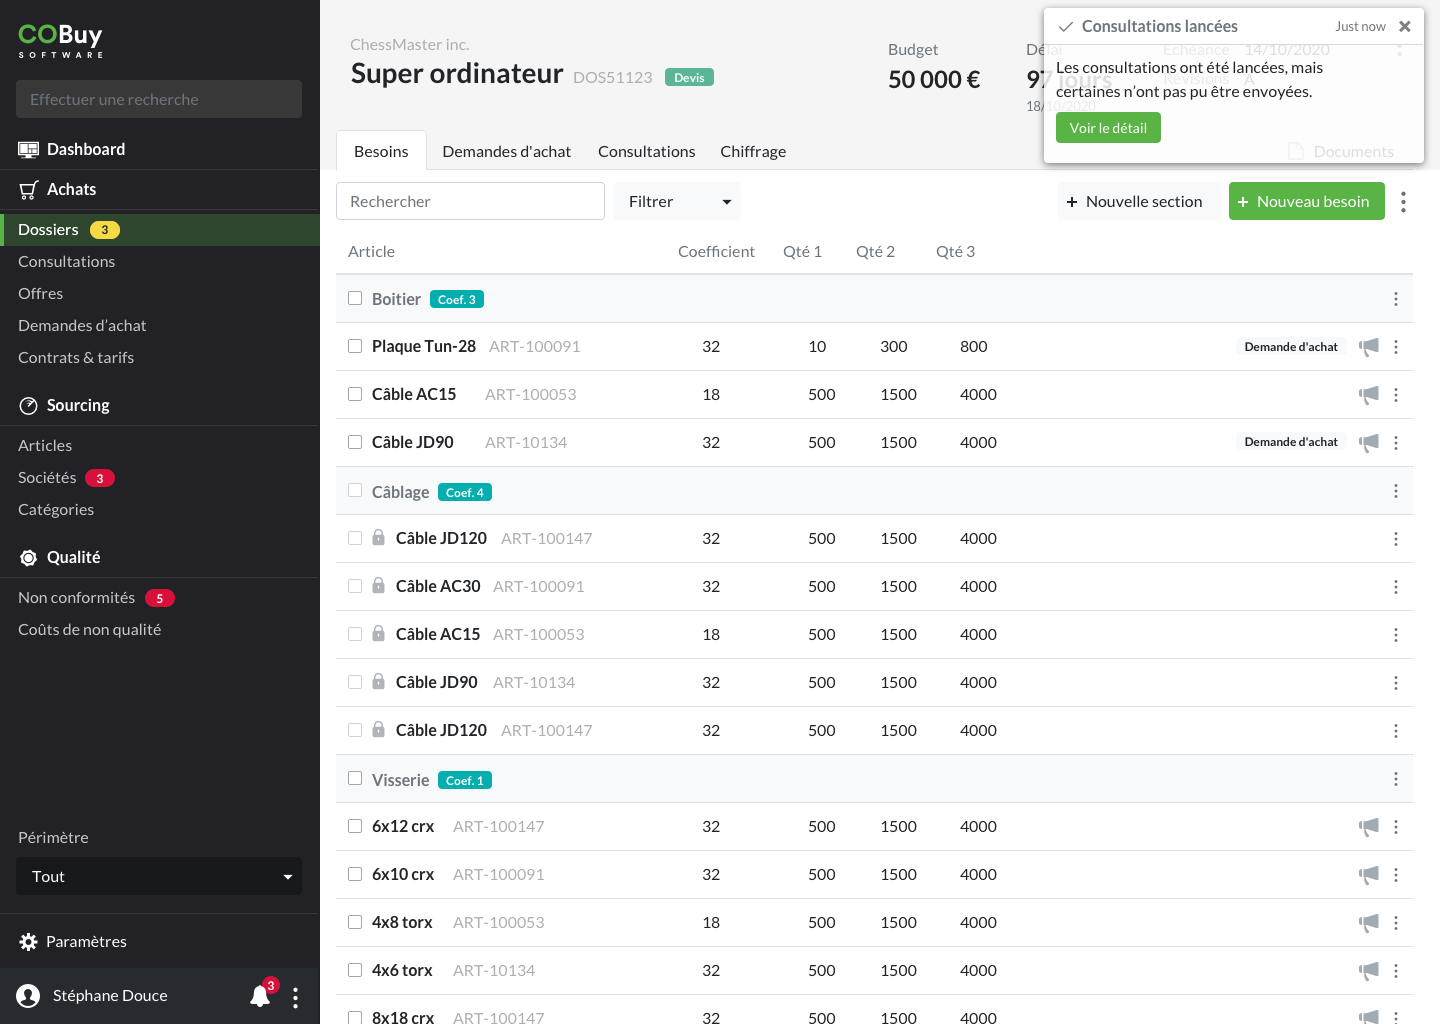 COBuy
SOFTWARE
Effectuer une recherche
Dashboard
Achats
Dossiers 3
Consultations
Offres
Demandes d’achat
Contrats & tarifs
Sourcing
Articles
Sociétés 3
Catégories
Qualité
Non conformités 5
Coûts de non qualité
Périmètre
Tout
Paramètres
Stéphane Douce 3
ChessMaster inc.
Super ordinateur DOS51123 Devis
Budget
50 000 €
Délai
97 jours
18/10/2020
Echéance 14/10/2020
Révisions A
Documents
Consultations lancées Just now
Les consultations ont été lancées, mais
certaines n’ont pas pu être envoyées.
Voir le détail
Besoins Demandes d'achat Consultations Chiffrage
Rechercher Filtrer + Nouvelle section + Nouveau besoin
Article Coefficient Qté 1 Qté 2 Qté 3
Boitier Coef. 3
Plaque Tun-28 ART-100091 32 10 300 800 Demande d'achat
Câble AC15 ART-100053 18 500 1500 4000
Câble JD90 ART-10134 32 500 1500 4000 Demande d'achat
Câblage Coef. 4
Câble JD120 ART-100147 32 500 1500 4000
Câble AC30 ART-100091 32 500 1500 4000
Câble AC15 ART-100053 18 500 1500 4000
Câble JD90 ART-10134 32 500 1500 4000
Câble JD120 ART-100147 32 500 1500 4000
Visserie Coef. 1
6x12 crx ART-100147 32 500 1500 4000
6x10 crx ART-100091 32 500 1500 4000
4x8 torx ART-100053 18 500 1500 4000
4x6 torx ART-10134 32 500 1500 4000
8x18 crx ART-100147 32 500 1500 4000